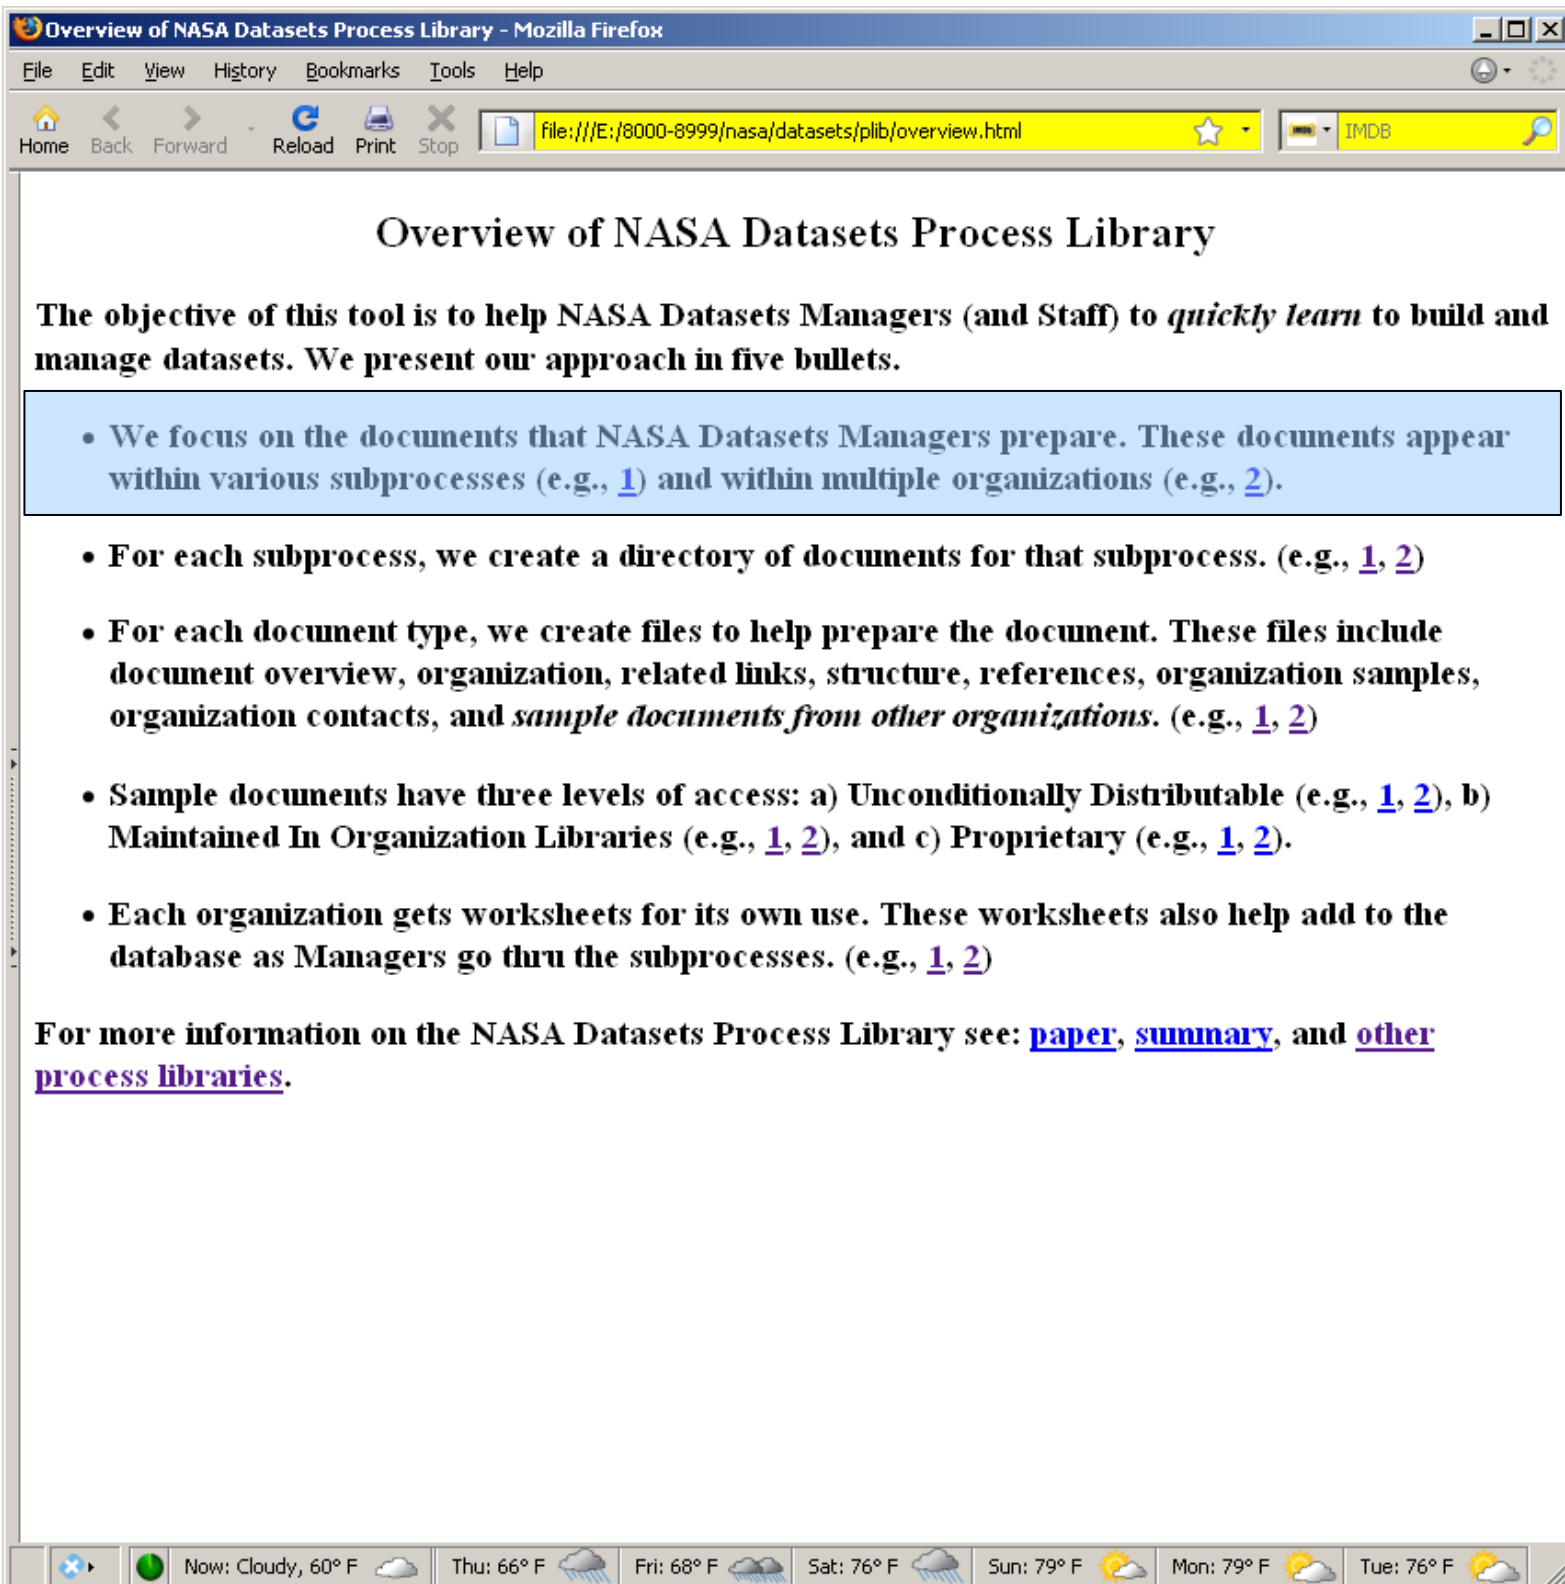 Overview of NASA Datasets Process Library - Mozilla Firefox
File Edit View History Bookmarks Tools Help
Home Back Forward Reload Print Stop file:///E:/8000-8999/nasa/datasets/plib/overview.html IMDB
Overview of NASA Datasets Process Library
The objective of this tool is to help NASA Datasets Managers (and Staff) to quickly learn to build and
manage datasets. We present our approach in five bullets.
• We focus on the documents that NASA Datasets Managers prepare. These documents appear
within various subprocesses (e.g., 1) and within multiple organizations (e.g., 2).
• For each subprocess, we create a directory of documents for that subprocess. (e.g., 1, 2)
• For each document type, we create files to help prepare the document. These files include
document overview, organization, related links, structure, references, organization samples,
organization contacts, and sample documents from other organizations. (e.g., 1, 2)
• Sample documents have three levels of access: a) Unconditionally Distributable (e.g., 1, 2), b)
Maintained In Organization Libraries (e.g., 1, 2), and c) Proprietary (e.g., 1, 2).
• Each organization gets worksheets for its own use. These worksheets also help add to the
database as Managers go thru the subprocesses. (e.g., 1, 2)
For more information on the NASA Datasets Process Library see: paper, summary, and other
process libraries.
Now: Cloudy, 60° F Thu: 66° F Fri: 68° F Sat: 76° F Sun: 79° F Mon: 79° F Tue: 76° F